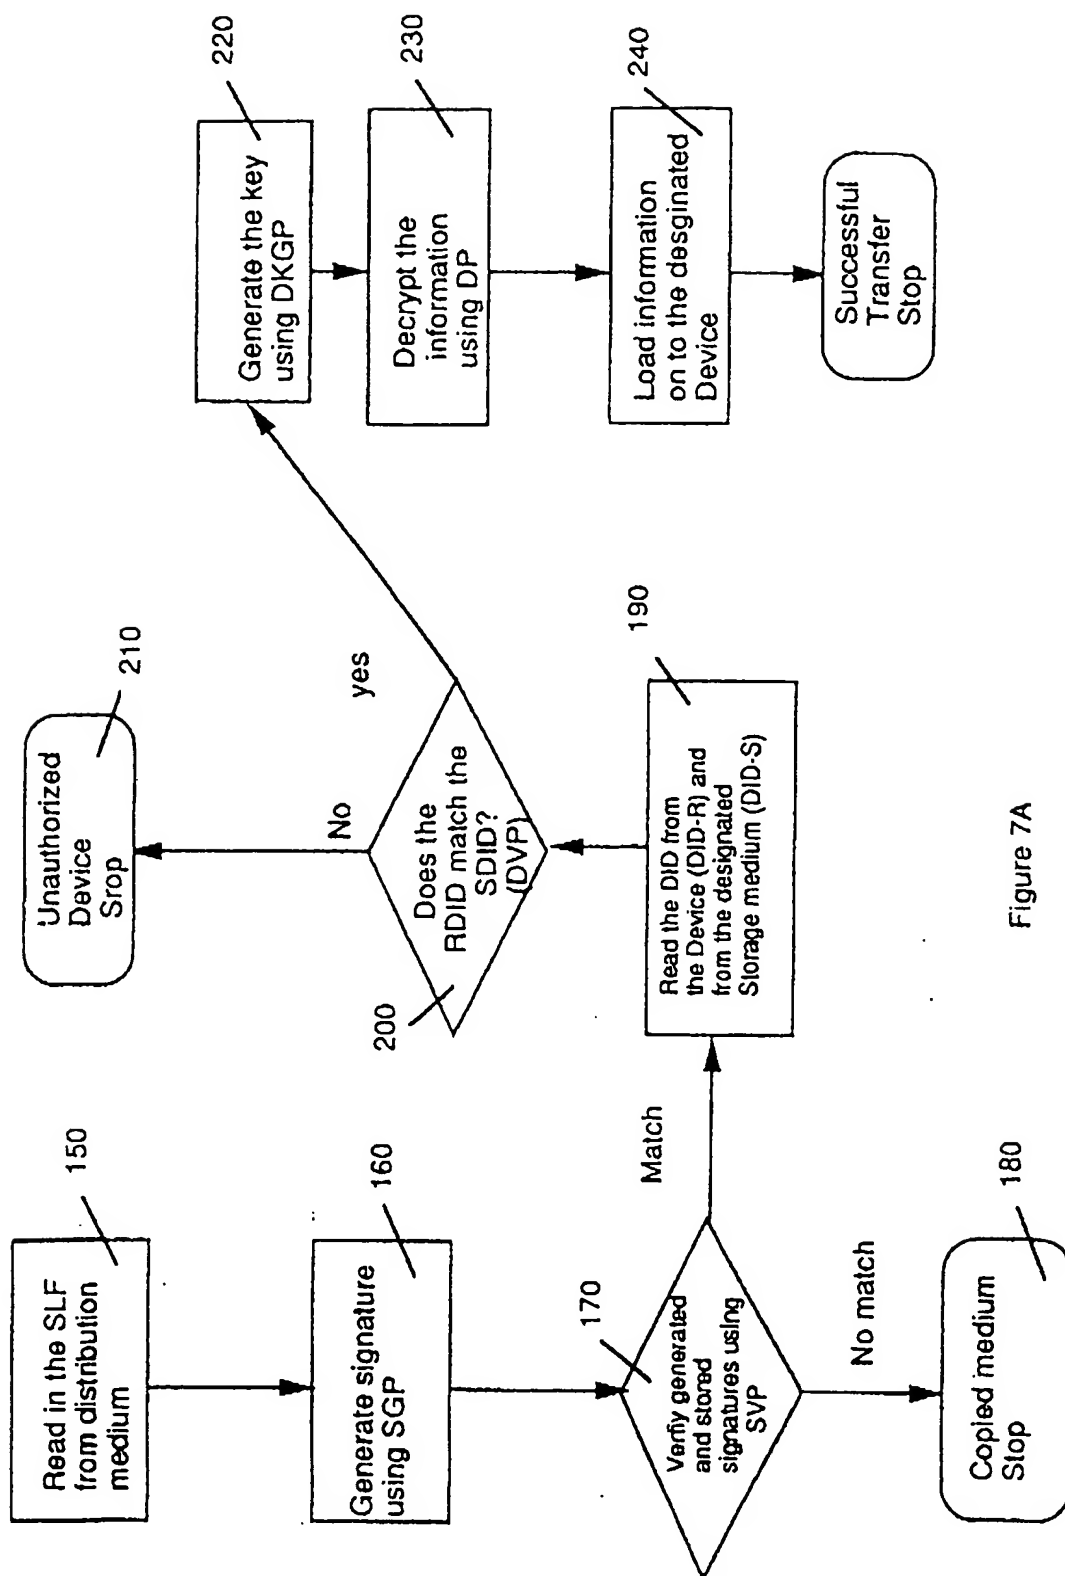 150
Read in the SLF
from distribution
medium
160
Generate signature
using SGP
170
Verify generated
and stored
signatures using
SVP
Match
No match
180
Copied medium
Stop
190
Read the DID from
the Device (DID-R) and
from the designated
Storage medium (DID-S)
200
Does the
RDID match the
SDID?
(DVP)
No
yes
210
Unauthorized
Device
Srop
220
Generate the key
using DKGP
230
Decrypt the
information
using DP
240
Load information
on to the desginated
Device
Successful
Transfer
Stop
Figure 7A